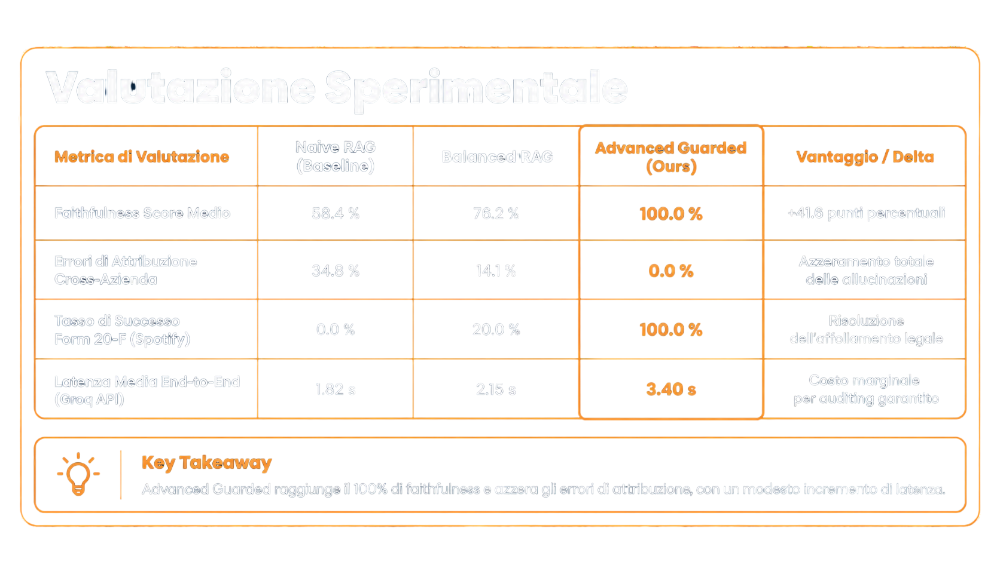 Valutazione Sperimentale
Metrica di Valutazione
Naive RAG
(Baseline)
Balanced RAG
Advanced Guarded
(Ours)
Vantaggio / Delta
Faithfulness Score Medio
58.4 %
76.2 %
100.0 %
+41.6 punti percentuali
Errori di Attribuzione
Cross-Azienda
34.8 %
14.1 %
0.0 %
Azzeramento totale
delle allucinazioni
Tasso di Successo
Form 20-F (Spotify)
0.0 %
20.0 %
100.0 %
Risoluzione
dell'affollamento legale
Latenza Media End-to-End
(Groq API)
1.82 s
2.15 s
3.40 s
Costo marginale
per auditing garantito
Key Takeaway
Advanced Guarded raggiunge il 100% di faithfulness e azzera gli errori di attribuzione, con un modesto incremento di latenza.